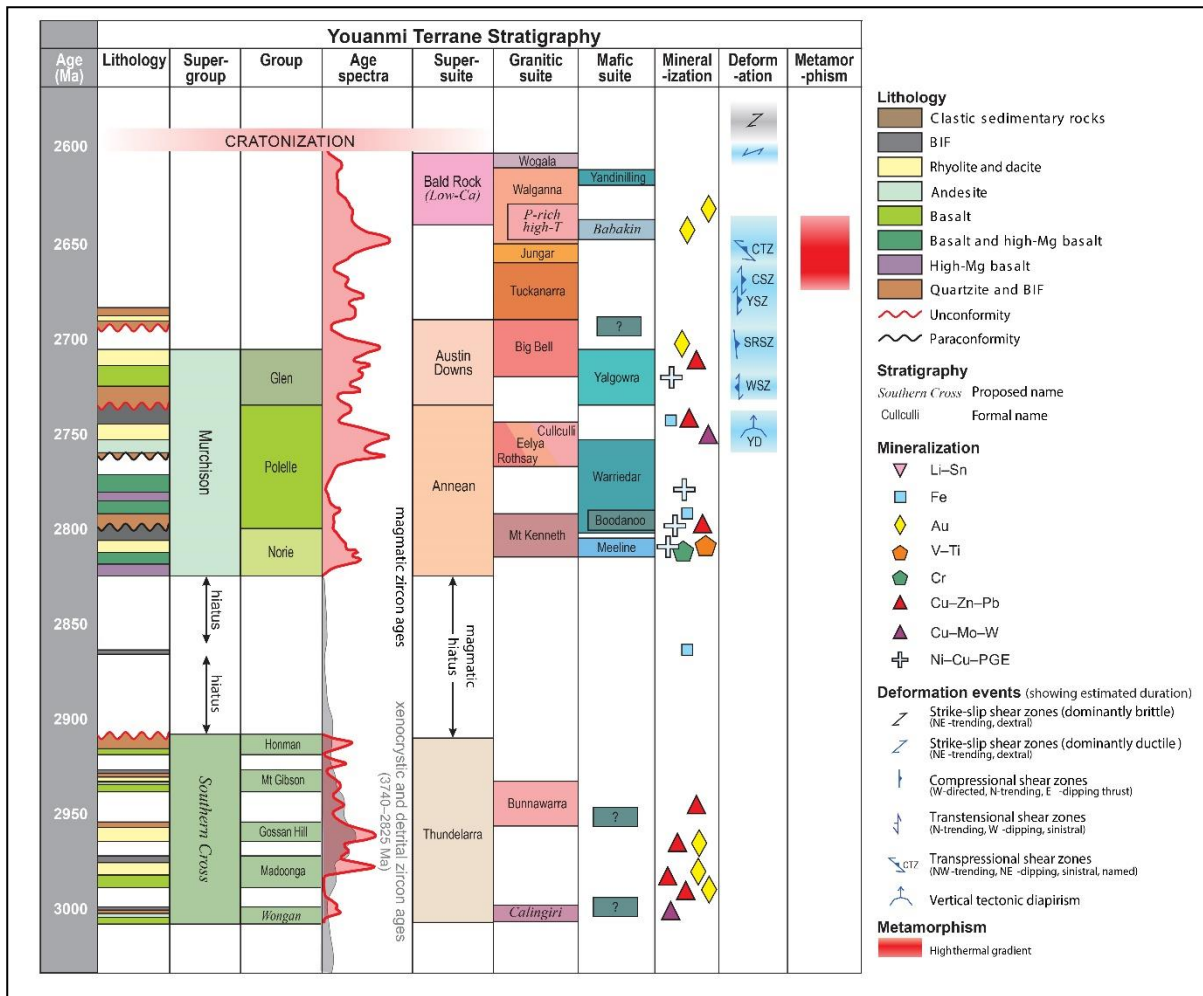 Youanmi Terrane Stratigraphy
Age
(Ma)
Lithology
Super-
group
Group
Age
spectra
Super-
suite
Granitic
suite
Mafic
suite
Mineral
-ization
Deform
-ation
Metamor
-phism
2600
2650
2700
2750
2800
2850
2900
2950
3000
CRATONIZATION
Murchison
hiatus
hiatus
Southern Cross
Glen
Polelle
Norie
Honman
Mt Gibson
Gossan Hill
Madoonga
Wongan
magmatic zircon ages
xenocrystic and detrital zircon ages
(3740–2825 Ma)
Bald Rock
(Low-Ca)
Austin
Downs
Annean
magmatic
hiatus
Thundelarra
Wogala
Walganna
P-rich
high-T
Jungar
Tuckanarra
Big Bell
Cullculli
Eelya
Rothsay
Mt Kenneth
Bunnawarra
Calingiri
Yandinilling
Babakin
?
Yalgowra
Warriedar
Boodanoo
Meeline
?
?
CTZ
CSZ
YSZ
SRSZ
WSZ
YD
Lithology
Clastic sedimentary rocks
BIF
Rhyolite and dacite
Andesite
Basalt
Basalt and high-Mg basalt
High-Mg basalt
Quartzite and BIF
Unconformity
Paraconformity
Stratigraphy
Southern Cross Proposed name
Cullculli Formal name
Mineralization
Li–Sn
Fe
Au
V–Ti
Cr
Cu–Zn–Pb
Cu–Mo–W
Ni–Cu–PGE
Deformation events (showing estimated duration)
Strike-slip shear zones (dominantly brittle)
(NE -trending, dextral)
Strike-slip shear zones (dominantly ductile)
(NE -trending, dextral)
Compressional shear zones
(W-directed, N-trending, E -dipping thrust)
Transtensional shear zones
(N-trending, W -dipping, sinistral)
CTZ Transpressional shear zones
(NW-trending, NE -dipping, sinistral, named)
Vertical tectonic diapirism
Metamorphism
High thermal gradient